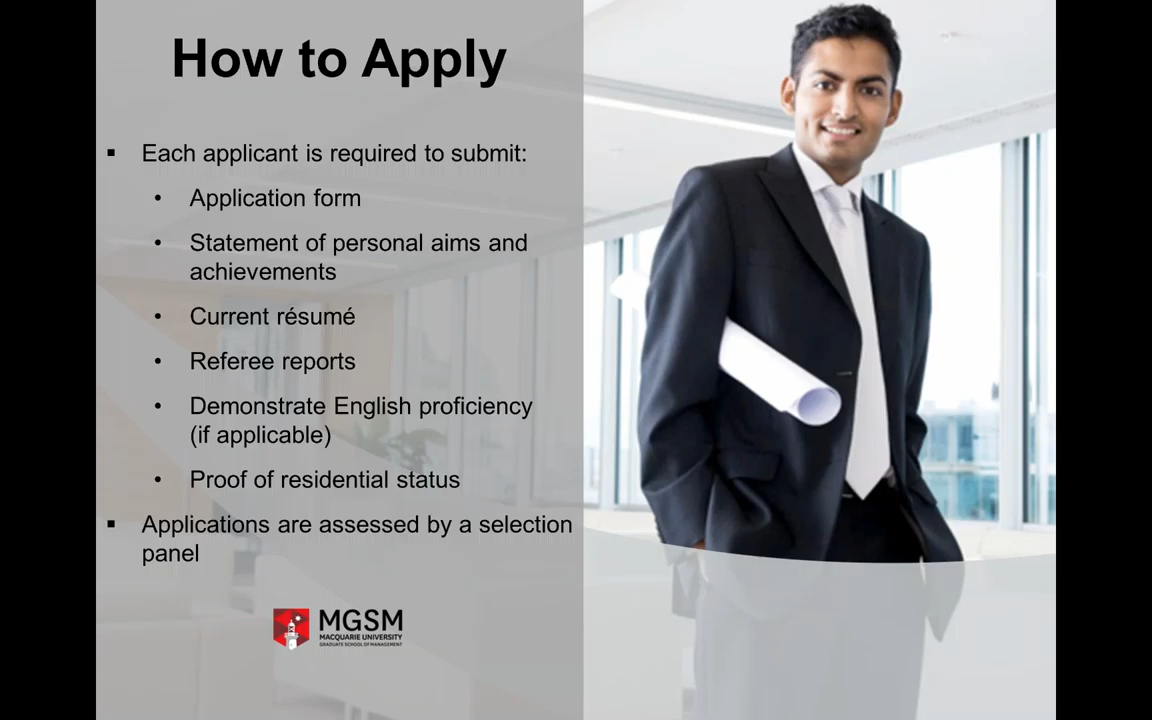 How to Apply
▪ Each applicant is required to submit:
• Application form
• Statement of personal aims and
achievements
• Current résumé
• Referee reports
• Demonstrate English proficiency
(if applicable)
• Proof of residential status
▪ Applications are assessed by a selection
panel
MGSM
MACQUARIE UNIVERSITY
GRADUATE SCHOOL OF MANAGEMENT